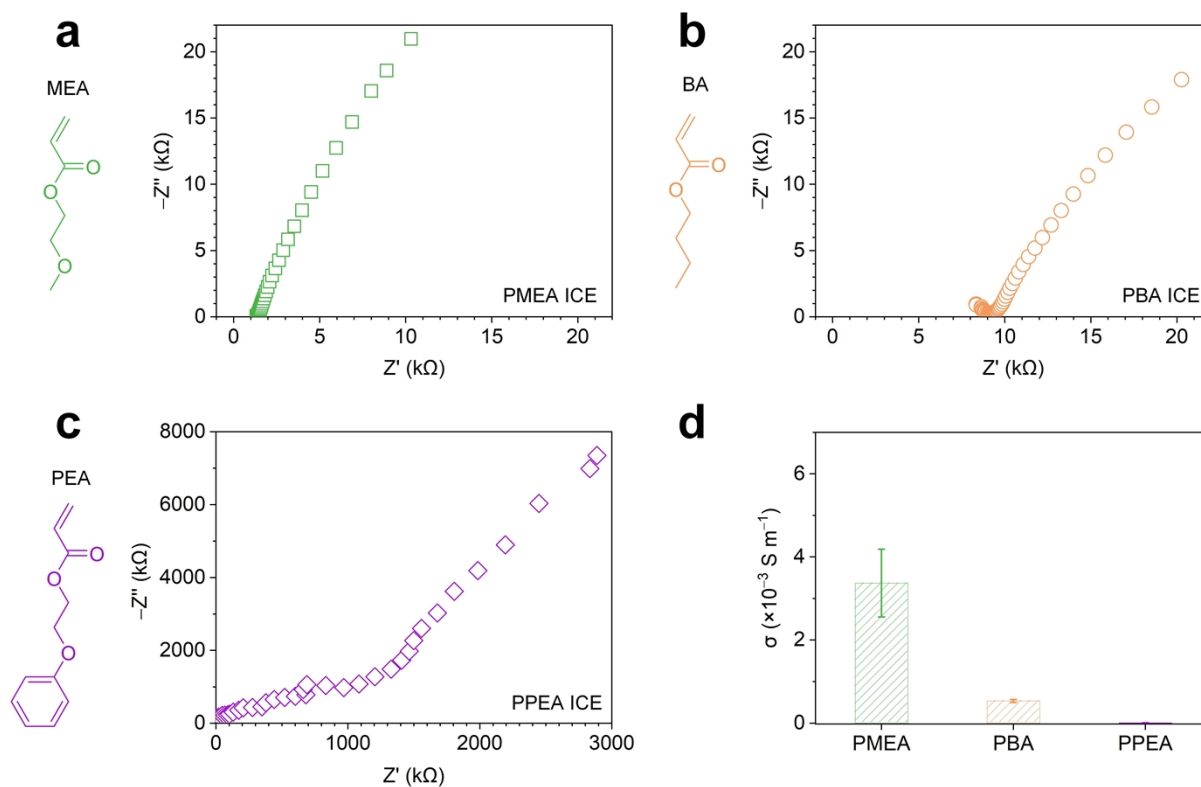 a
MEA
O
O
O
−Z″ (kΩ)
20
15
10
5
0
0 5 10 15 20
Z' (kΩ)
PMEA ICE
b
BA
O
O
−Z″ (kΩ)
20
15
10
5
0
0 5 10 15 20
Z' (kΩ)
PBA ICE
c
PEA
O
O
O
−Z″ (kΩ)
8000
6000
4000
2000
0
0 1000 2000 3000
Z' (kΩ)
PPEA ICE
d
σ (×10⁻³ S m⁻¹)
6
4
2
0
PMEA PBA PPEA